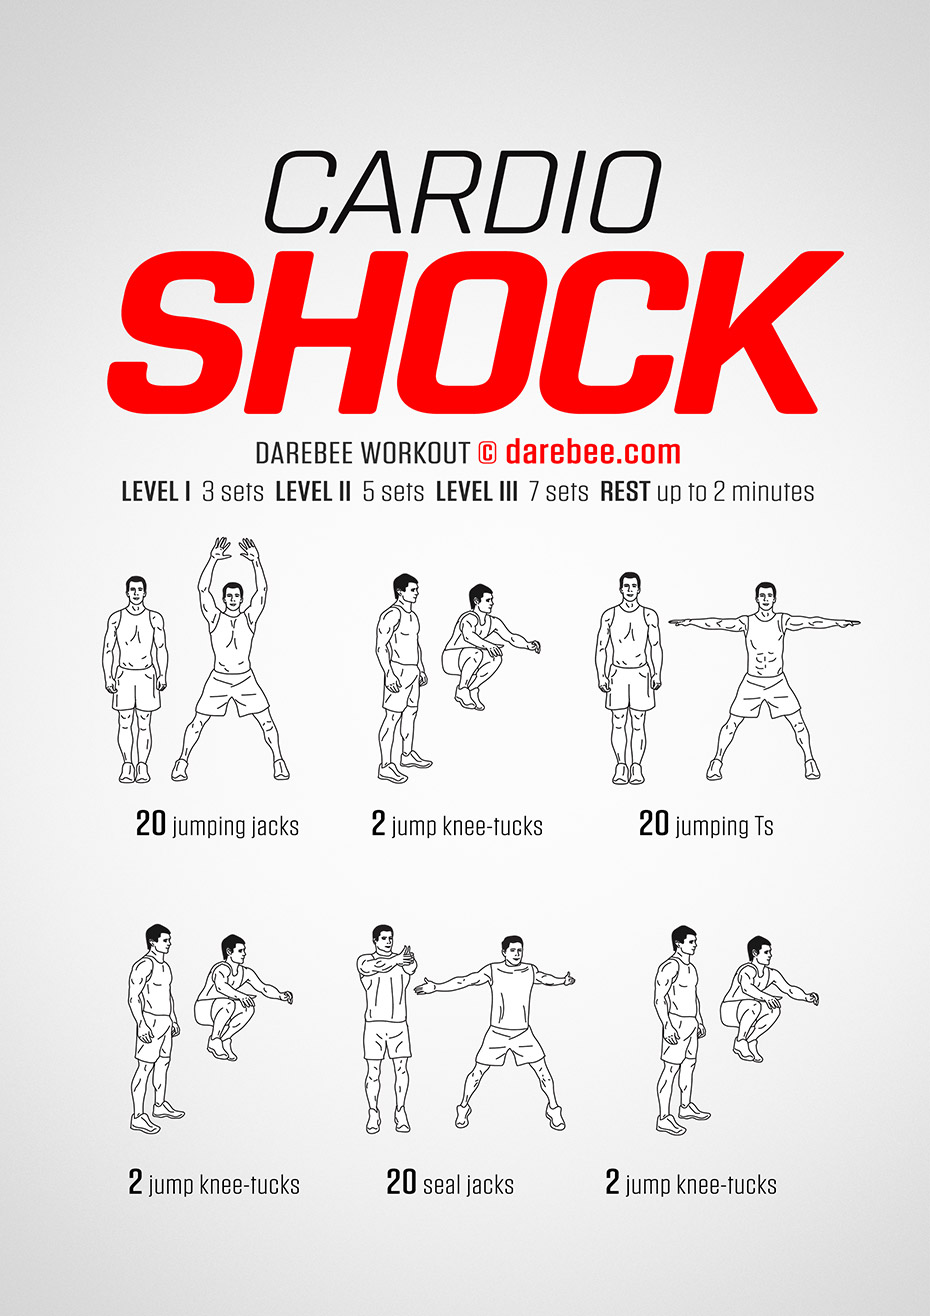 CARDIO
SHOCK
DAREBEE WORKOUT © darebee.com
LEVEL I 3 sets LEVEL II 5 sets LEVEL III 7 sets REST up to 2 minutes
20 jumping jacks
2 jump knee-tucks
20 jumping Ts
2 jump knee-tucks
20 seal jacks
2 jump knee-tucks